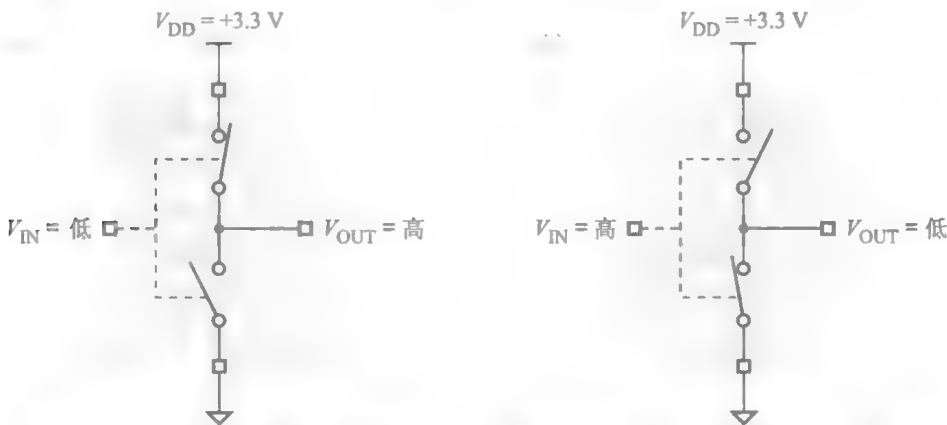 V_DD = +3.3 V
V_DD = +3.3 V
V_IN = 低
V_OUT = 高
V_IN = 高
V_OUT = 低